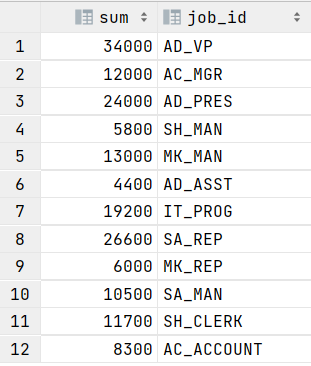 sum job_id
1 34000 AD_VP
2 12000 AC_MGR
3 24000 AD_PRES
4 5800 SH_MAN
5 13000 MK_MAN
6 4400 AD_ASST
7 19200 IT_PROG
8 26600 SA_REP
9 6000 MK_REP
10 10500 SA_MAN
11 11700 SH_CLERK
12 8300 AC_ACCOUNT